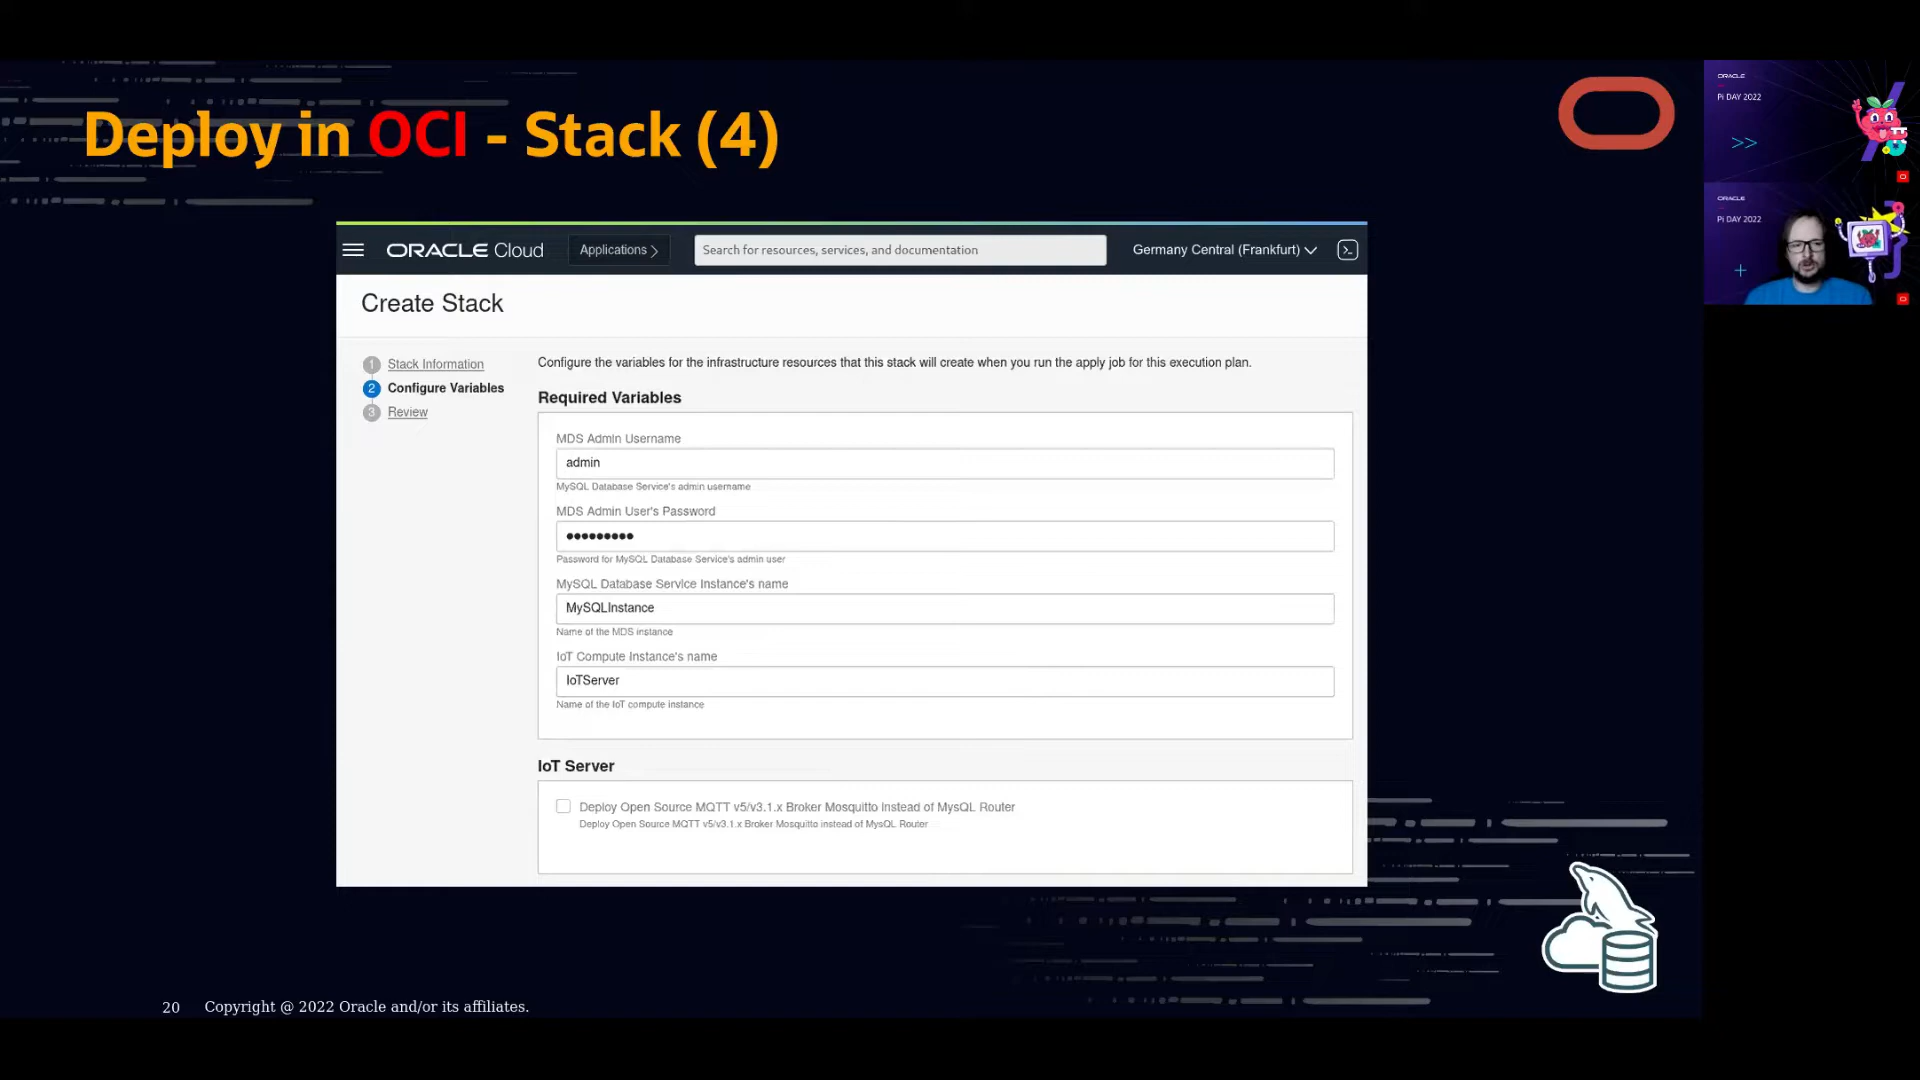 Deploy in OCI - Stack (4)
ORACLE
Pi DAY 2022
>>
ORACLE
Pi DAY 2022
+
ORACLE Cloud
Applications >
Search for resources, services, and documentation
Germany Central (Frankfurt)
Create Stack
1 Stack Information
2 Configure Variables
3 Review
Configure the variables for the infrastructure resources that this stack will create when you run the apply job for this execution plan.
Required Variables
MDS Admin Username
admin
MySQL Database Service's admin username
MDS Admin User's Password
•••••••••
Password for MySQL Database Service's admin user
MySQL Database Service Instance's name
MySQLInstance
Name of the MDS instance
IoT Compute Instance's name
IoTServer
Name of the IoT compute instance
IoT Server
Deploy Open Source MQTT v5/v3.1.x Broker Mosquitto Instead of MysQL Router
Deploy Open Source MQTT v5/v3.1.x Broker Mosquitto instead of MysQL Router
20 Copyright @ 2022 Oracle and/or its affiliates.